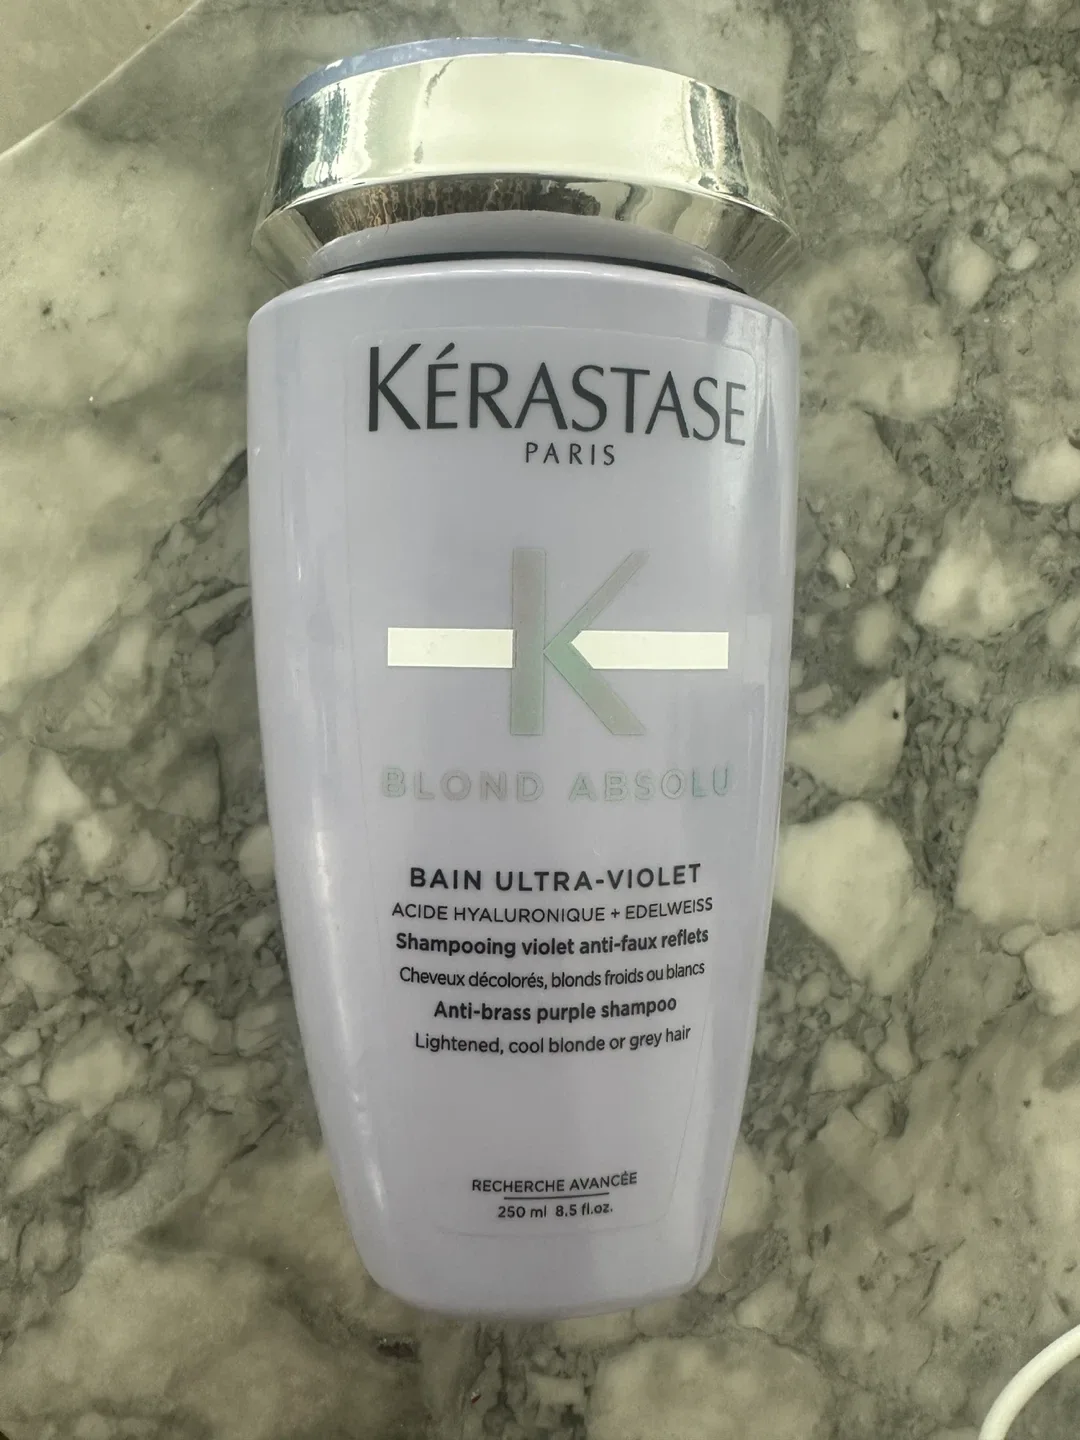 KÉRASTASE
PARIS
K
BLOND ABSOLU
BAIN ULTRA-VIOLET
ACIDE HYALURONIQUE + EDELWEISS
Shampooing violet anti-faux reflets
Cheveux décolorés, blonds froids ou blancs
Anti-brass purple shampoo
Lightened, cool blonde or grey hair
RECHERCHE AVANCÉE
250 ml 8.5 fl.oz.